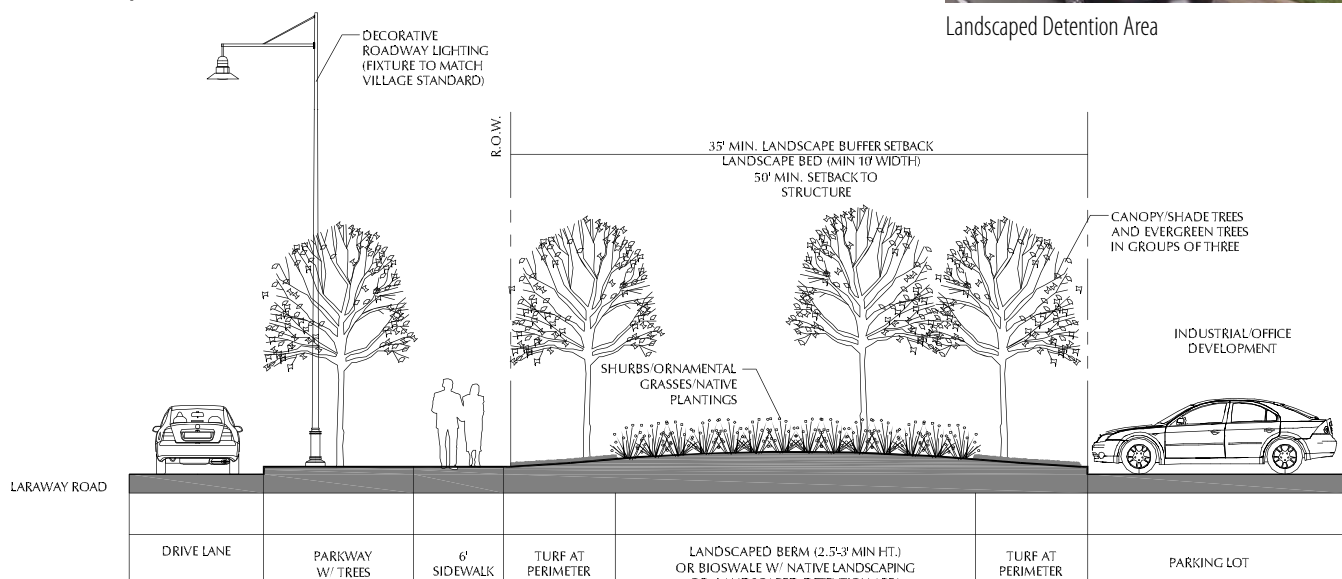 Landscaped Detention Area
DECORATIVE
ROADWAY LIGHTING
(FIXTURE TO MATCH
VILLAGE STANDARD)
R.O.W.
35' MIN. LANDSCAPE BUFFER SETBACK
LANDSCAPE BED (MIN 10' WIDTH)
50' MIN. SETBACK TO
STRUCTURE
CANOPY/SHADE TREES
AND EVERGREEN TREES
IN GROUPS OF THREE
INDUSTRIAL/OFFICE
DEVELOPMENT
SHURBS/ORNAMENTAL
GRASSES/NATIVE
PLANTINGS
LARAWAY ROAD
DRIVE LANE
PARKWAY
W/ TREES
6'
SIDEWALK
TURF AT
PERIMETER
LANDSCAPED BERM (2.5'-3' MIN HT.)
OR BIOSWALE W/ NATIVE LANDSCAPING
TURF AT
PERIMETER
PARKING LOT